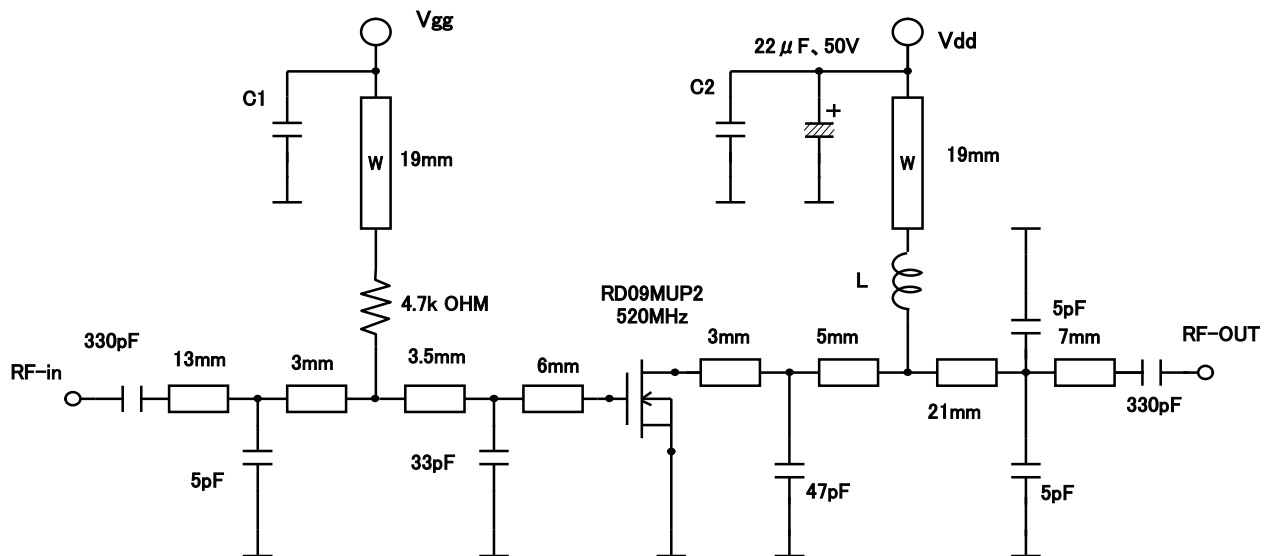 Vgg
Vdd
22μF、50V
C1
C2
W
19mm
W
19mm
L
4.7k OHM
RD09MUP2
520MHz
5pF
330pF
13mm
3mm
3.5mm
6mm
3mm
5mm
7mm
RF-OUT
RF-in
21mm
330pF
5pF
33pF
47pF
5pF
+